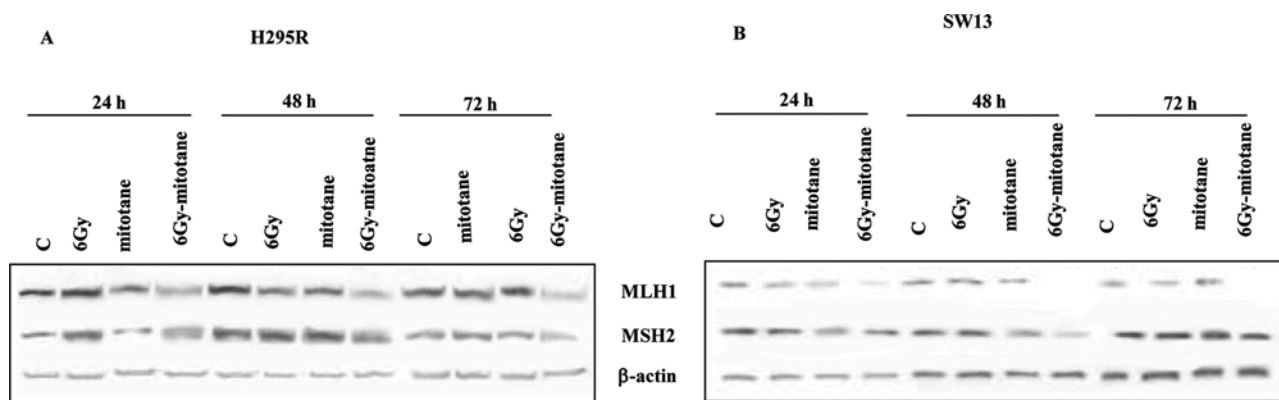 A
H295R
24 h 48 h 72 h
C 6Gy mitotane 6Gy-mitotane C 6Gy mitotane 6Gy-mitoatne C mitotane 6Gy 6Gy-mitotane
B
SW13
24 h 48 h 72 h
C 6Gy mitotane 6Gy-mitotane C 6Gy mitotane 6Gy-mitotane C 6Gy mitotane 6Gy-mitotane
MLH1
MSH2
β-actin